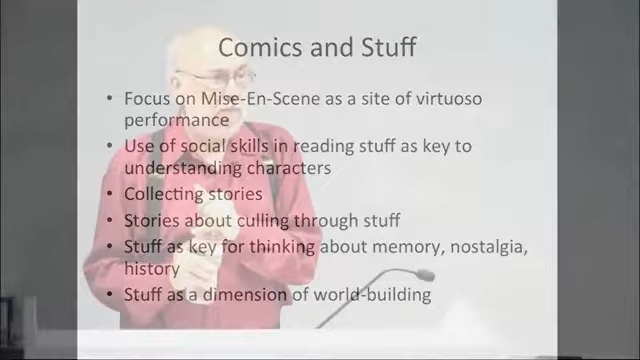 Comics and Stuff
• Focus on Mise-En-Scene as a site of virtuoso
performance
• Use of social skills in reading stuff as key to
understanding characters
• Collecting stories
• Stories about culling through stuff
• Stuff as key for thinking about memory, nostalgia,
history
• Stuff as a dimension of world-building